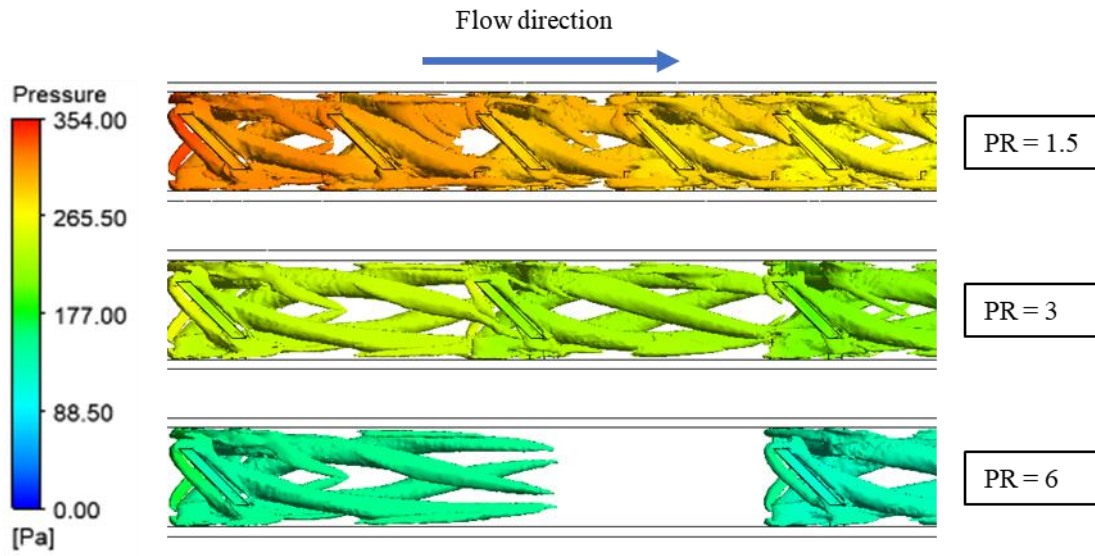 Flow direction
Pressure
354.00
265.50
177.00
88.50
0.00
[Pa]
PR = 1.5
PR = 3
PR = 6